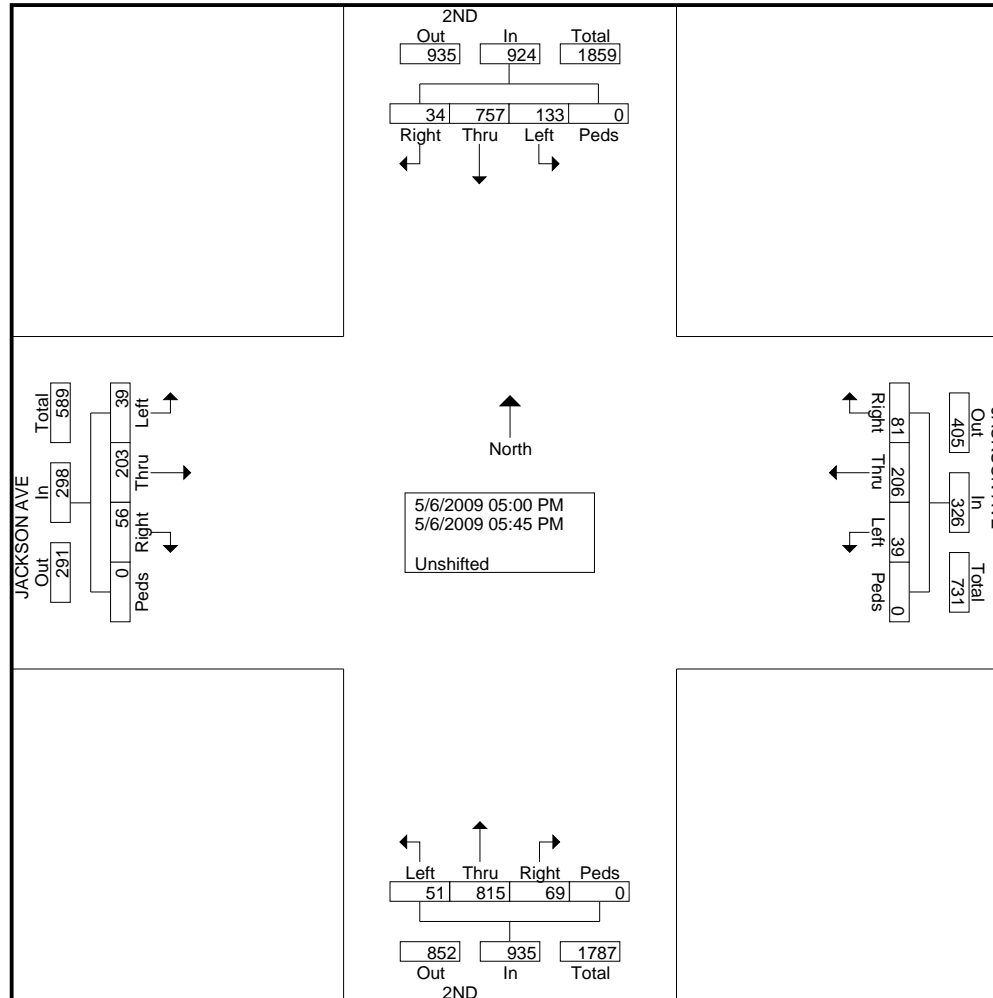 2ND
Out In Total
935 924 1859
34 757 133 0
Right Thru Left Peds
JACKSON AVE
Total In Out
589 298 291
39 203 56 0
Left Thru Right Peds
North
5/6/2009 05:00 PM
5/6/2009 05:45 PM
Unshifted
Right Thru Left Peds
81 206 39 0
Out In Total
405 326 731
Left Thru Right Peds
51 815 69 0
852 935 1787
Out In Total
2ND